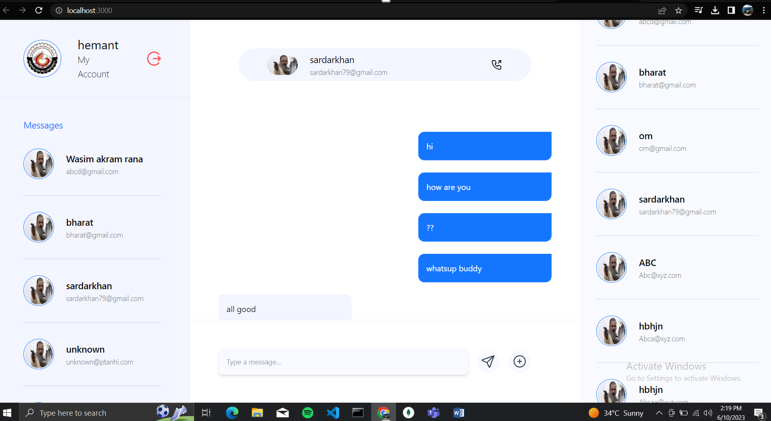 localhost:3000
hemant
My
Account
Messages
Wasim akram rana
abcd@gmail.com
bharat
bharat@gmail.com
sardarkhan
sardarkhan79@gmail.com
unknown
unknown@ptanhi.com
sardarkhan
sardarkhan79@gmail.com
hi
how are you
??
whatsup buddy
all good
Type a message...
abcd@gmail.com
bharat
bharat@gmail.com
om
om@gmail.com
sardarkhan
sardarkhan79@gmail.com
ABC
Abc@xyz.com
hbhjn
Abca@xyz.com
hbhjn
Activate Windows
Go to Settings to activate Windows.
Type here to search
34°C Sunny
2:19 PM
6/10/2023